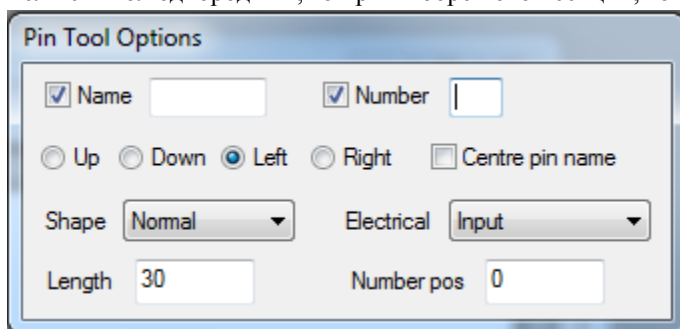 Pin Tool Options
Name Number
Up Down Left Right Centre pin name
Shape Normal Electrical Input
Length 30 Number pos 0